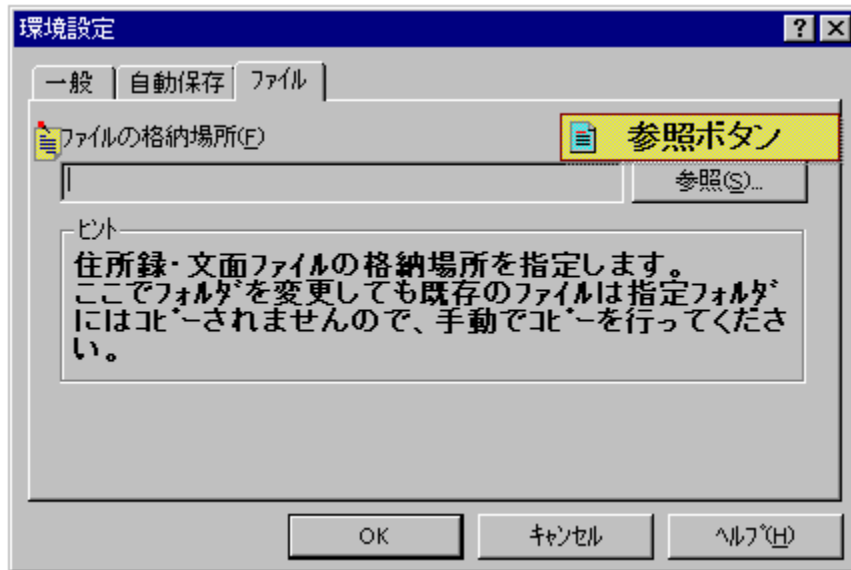 環境設定
一般 自動保存 ファイル
ファイルの格納場所(F)
参照ボタン
参照(S)...
ヒント
住所録・文面ファイルの格納場所を指定します。
ここでフォルダを変更しても既存のファイルは指定フォルダ
にはコピーされませんので、手動でコピーを行ってくださ
い。
OK キャンセル ヘルプ(H)